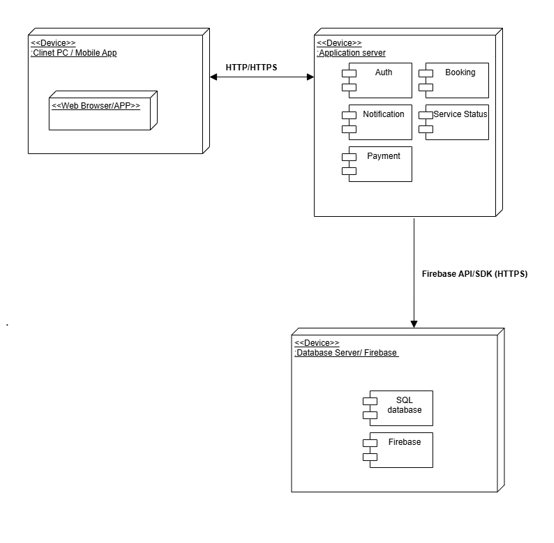 <<Device>>
:Clinet PC / Mobile App
<<Web Browser/APP>>
HTTP/HTTPS
<<Device>>
:Application server
Auth
Booking
Notification
Service Status
Payment
Firebase API/SDK (HTTPS)
<<Device>>
:Database Server/ Firebase
SQL
database
Firebase